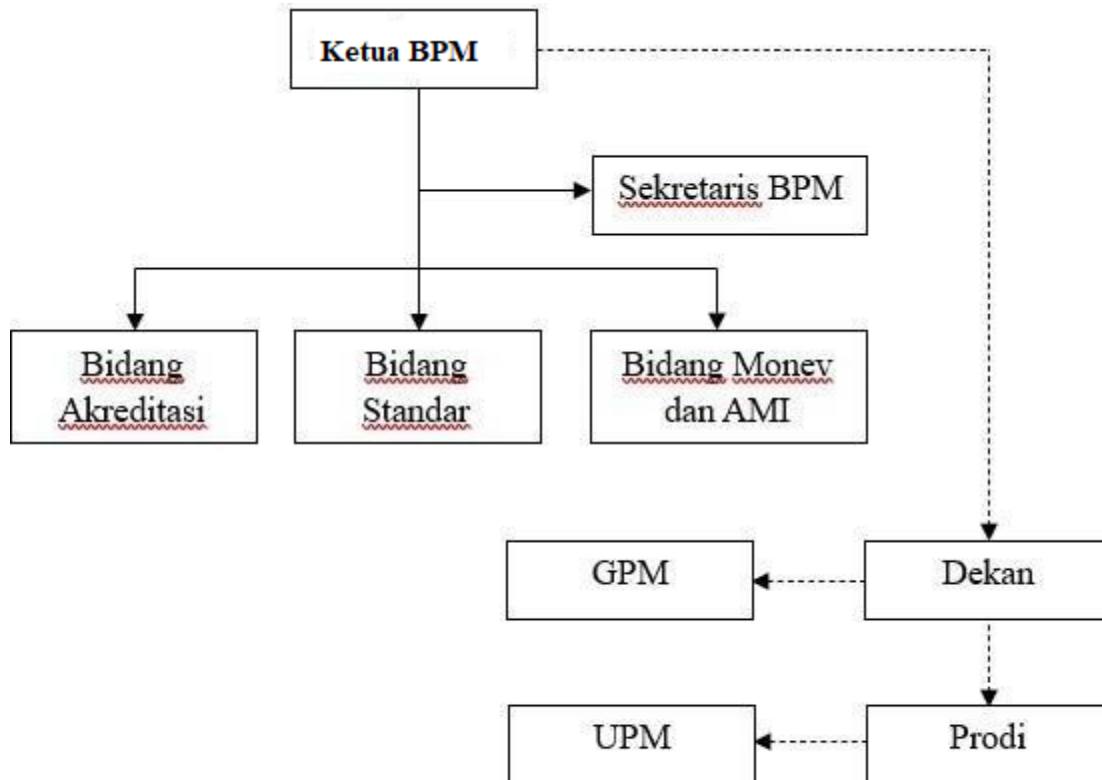 Ketua BPM
Sekretaris BPM
Bidang
Akreditasi
Bidang
Standar
Bidang Monev
dan AMI
GPM
Dekan
UPM
Prodi